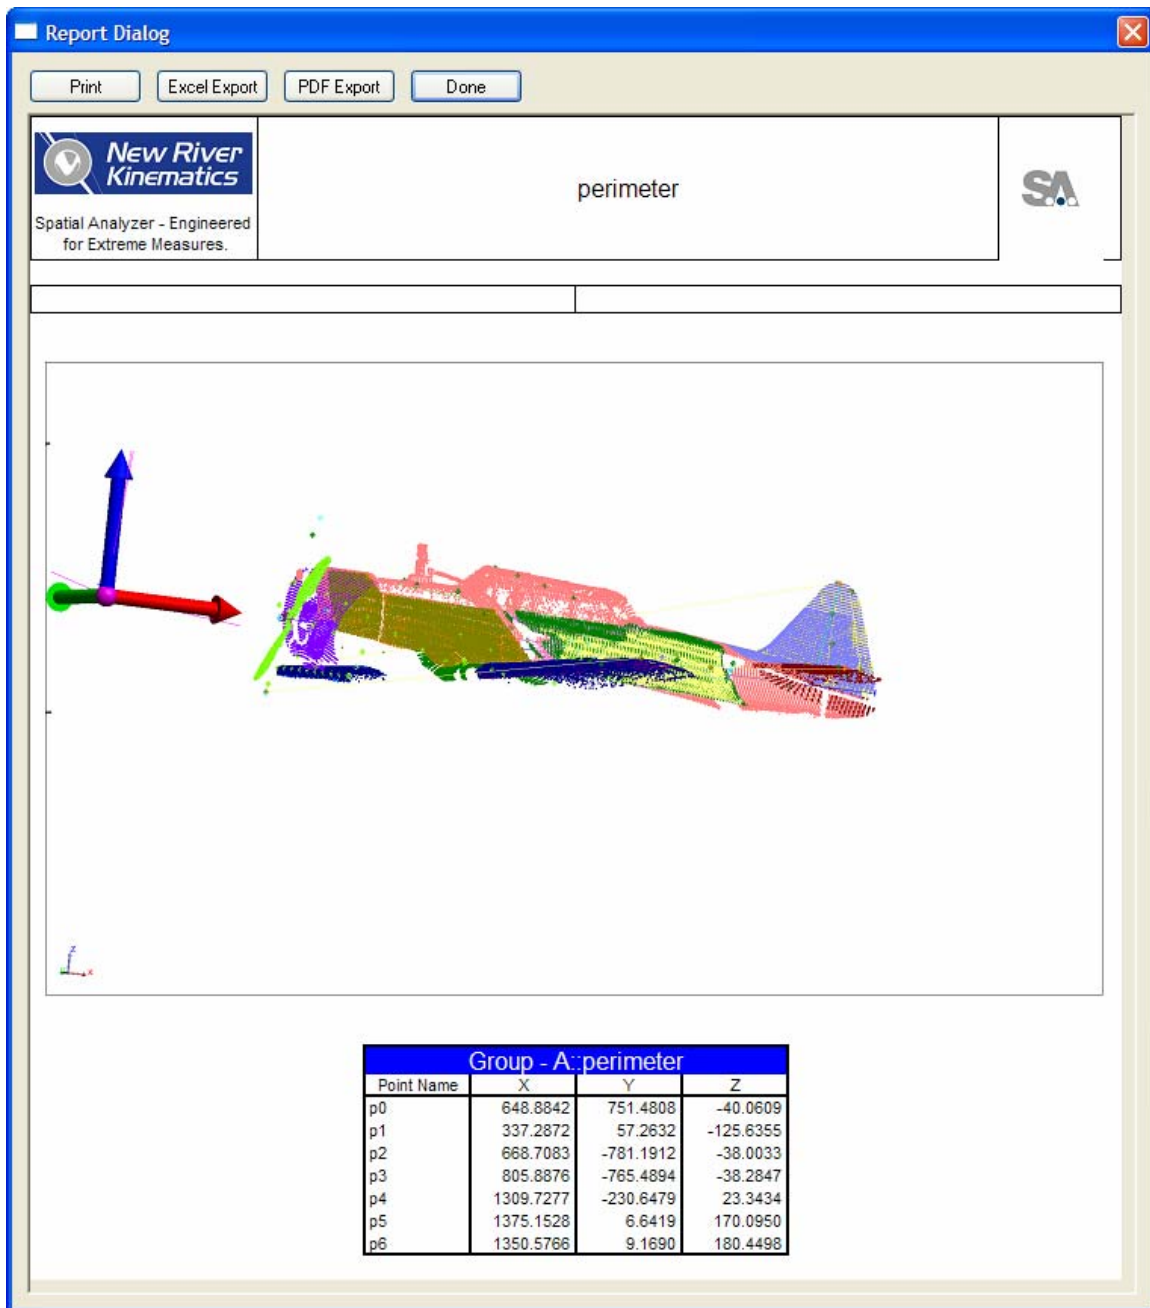 Report Dialog
Print Excel Export PDF Export Done
New River
Kinematics
Spatial Analyzer - Engineered
for Extreme Measures.
perimeter
SA
z
x
Group - A::perimeter
Point Name X Y Z
p0 648.8842 751.4808 -40.0609
p1 337.2872 57.2632 -125.6355
p2 668.7083 -781.1912 -38.0033
p3 805.8876 -765.4894 -38.2847
p4 1309.7277 -230.6479 23.3434
p5 1375.1528 6.6419 170.0950
p6 1350.5766 9.1690 180.4498